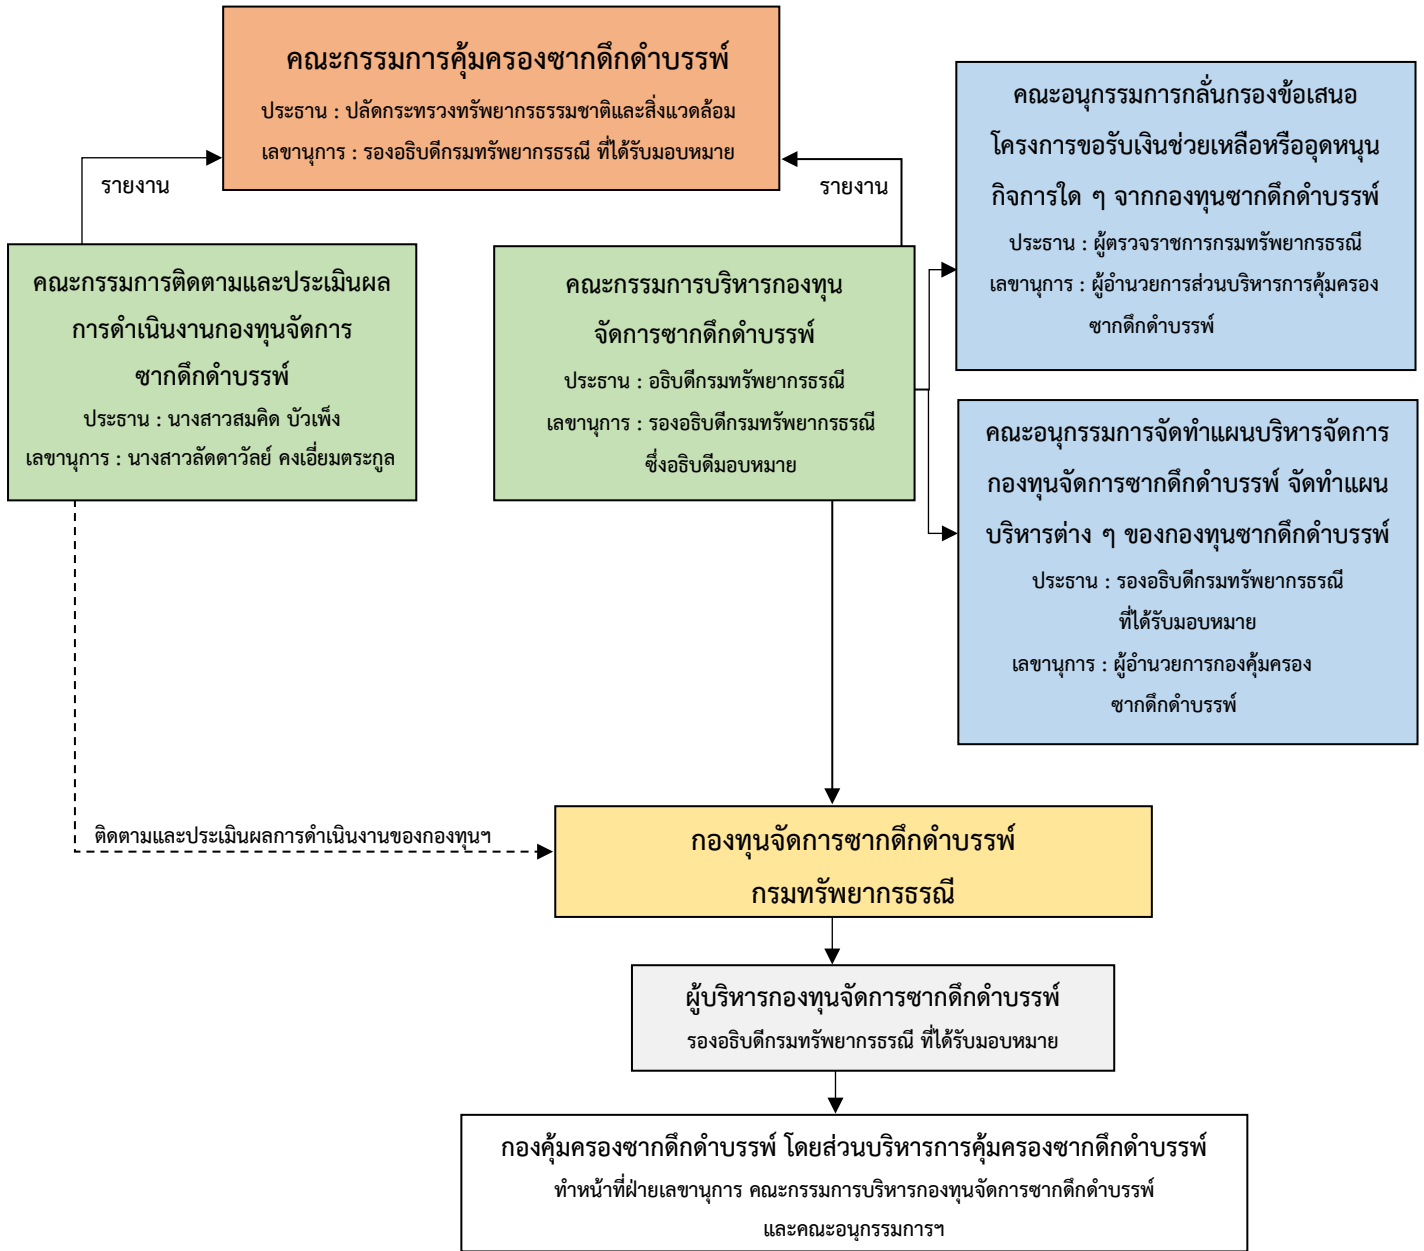 คณะกรรมการคุ้มครองซากดึกดำบรรพ์
ประธาน : ปลัดกระทรวงทรัพยากรธรรมชาติและสิ่งแวดล้อม
เลขานุการ : รองอธิบดีกรมทรัพยากรธรณี ที่ได้รับมอบหมาย
รายงาน
รายงาน
คณะกรรมการติดตามและประเมินผล
การดำเนินงานกองทุนจัดการ
ซากดึกดำบรรพ์
ประธาน : นางสาวสมคิด บัวเพ็ง
เลขานุการ : นางสาวลัดดาวัลย์ คงเอี่ยมตระกูล
คณะกรรมการบริหารกองทุน
จัดการซากดึกดำบรรพ์
ประธาน : อธิบดีกรมทรัพยากรธรณี
เลขานุการ : รองอธิบดีกรมทรัพยากรธรณี
ซึ่งอธิบดีมอบหมาย
คณะอนุกรรมการกลั่นกรองข้อเสนอ
โครงการขอรับเงินช่วยเหลือหรืออุดหนุน
กิจการใด ๆ จากกองทุนซากดึกดำบรรพ์
ประธาน : ผู้ตรวจราชการกรมทรัพยากรธรณี
เลขานุการ : ผู้อำนวยการส่วนบริหารการคุ้มครอง
ซากดึกดำบรรพ์
คณะอนุกรรมการจัดทำแผนบริหารจัดการ
กองทุนจัดการซากดึกดำบรรพ์ จัดทำแผน
บริหารต่าง ๆ ของกองทุนซากดึกดำบรรพ์
ประธาน : รองอธิบดีกรมทรัพยากรธรณี
ที่ได้รับมอบหมาย
เลขานุการ : ผู้อำนวยการกองคุ้มครอง
ซากดึกดำบรรพ์
ติดตามและประเมินผลการดำเนินงานของกองทุนฯ
กองทุนจัดการซากดึกดำบรรพ์
กรมทรัพยากรธรณี
ผู้บริหารกองทุนจัดการซากดึกดำบรรพ์
รองอธิบดีกรมทรัพยากรธรณี ที่ได้รับมอบหมาย
กองคุ้มครองซากดึกดำบรรพ์ โดยส่วนบริหารการคุ้มครองซากดึกดำบรรพ์
ทำหน้าที่ฝ่ายเลขานุการ คณะกรรมการบริหารกองทุนจัดการซากดึกดำบรรพ์
และคณะอนุกรรมการฯ